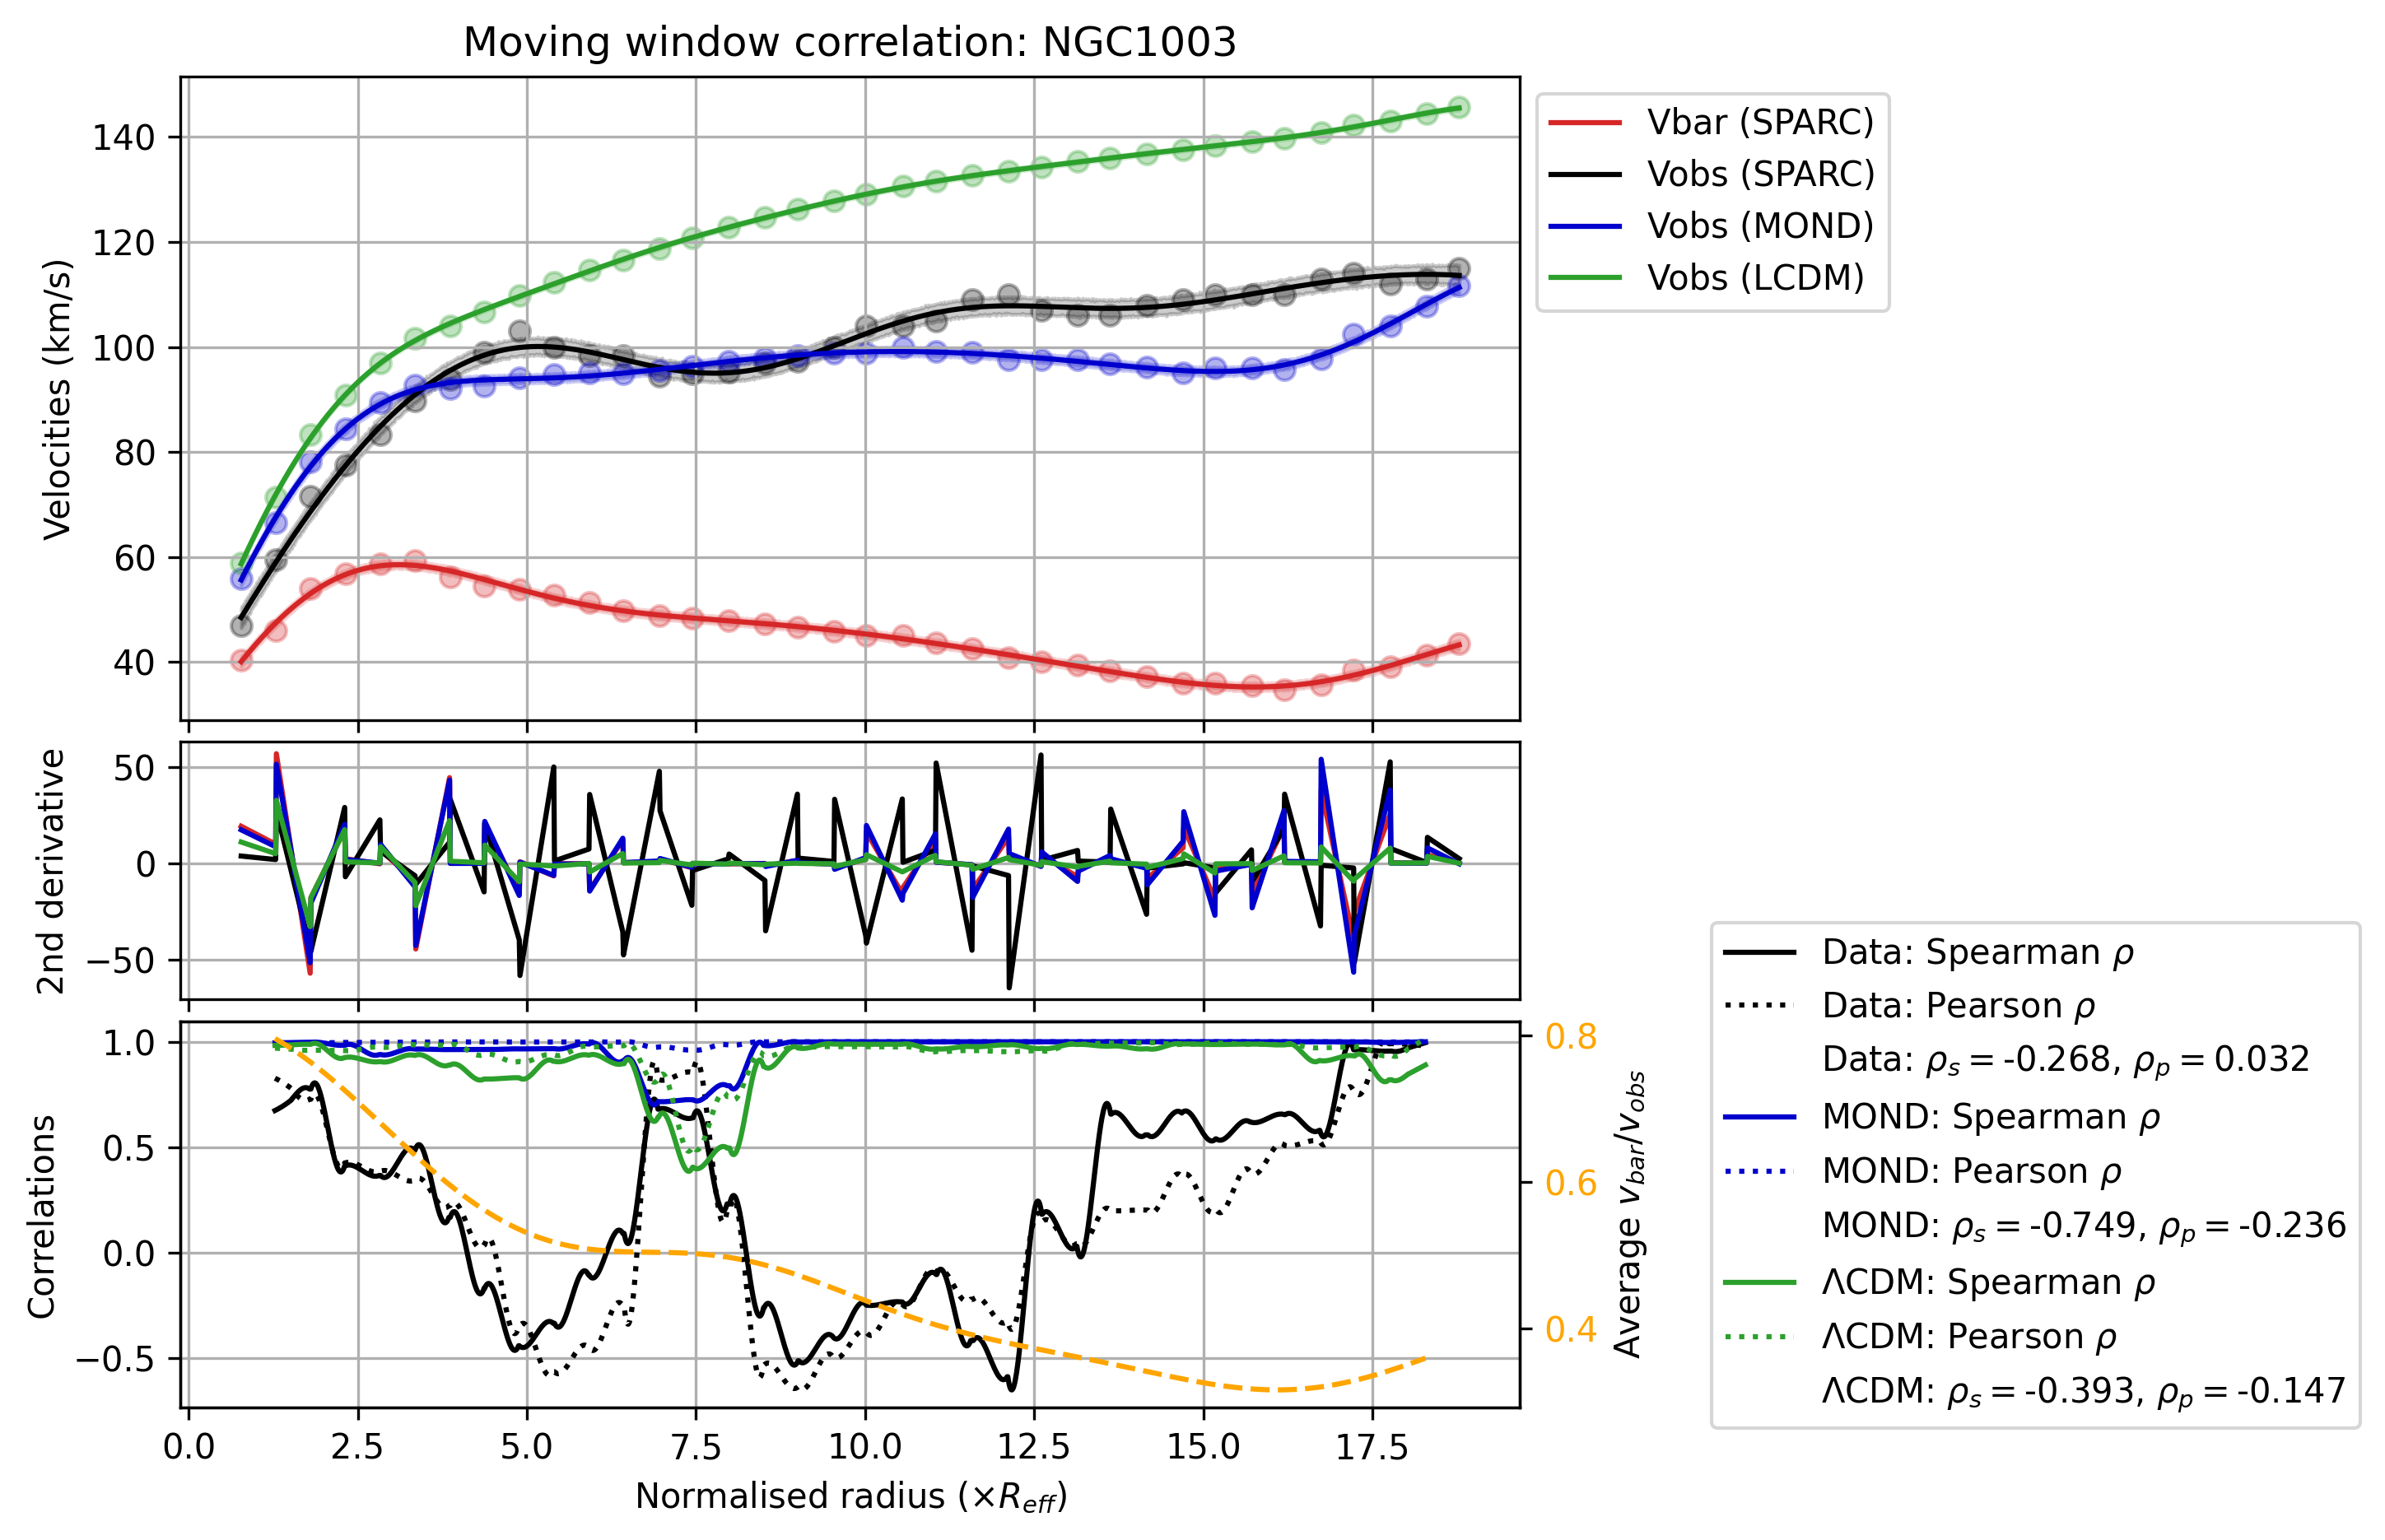 Moving window correlation: NGC1003
140
120
100
80
60
40
Velocities (km/s)
Vbar (SPARC)
Vobs (SPARC)
Vobs (MOND)
Vobs (LCDM)
50
0
−50
2nd derivative
1.0
0.5
0.0
−0.5
Correlations
0.8
0.6
0.4
Average v_bar/v_obs
0.0 2.5 5.0 7.5 10.0 12.5 15.0 17.5
Normalised radius (×R_eff)
Data: Spearman ρ
Data: Pearson ρ
Data: ρ_s = -0.268, ρ_p = 0.032
MOND: Spearman ρ
MOND: Pearson ρ
MOND: ρ_s = -0.749, ρ_p = -0.236
ΛCDM: Spearman ρ
ΛCDM: Pearson ρ
ΛCDM: ρ_s = -0.393, ρ_p = -0.147